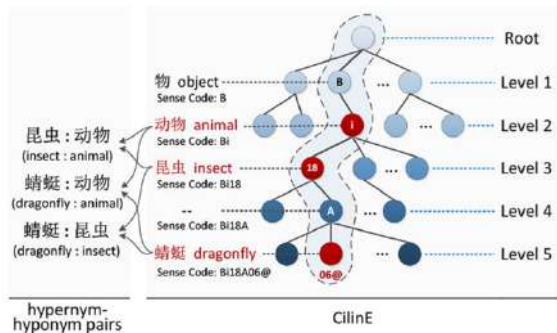 Root
物 object
B
...
Level 1
Sense Code: B
动物 animal
i
...
Level 2
Sense Code: Bi
昆虫 : 动物
(insect : animal)
昆虫 insect
18
...
Level 3
Sense Code: Bi18
蜻蜓 : 动物
(dragonfly : animal)
--
A
...
Level 4
Sense Code: Bi18A
蜻蜓 : 昆虫
(dragonfly : insect)
蜻蜓 dragonfly
...
Level 5
Sense Code: Bi18A06@
06@
hypernym-
hyponym pairs
CilinE